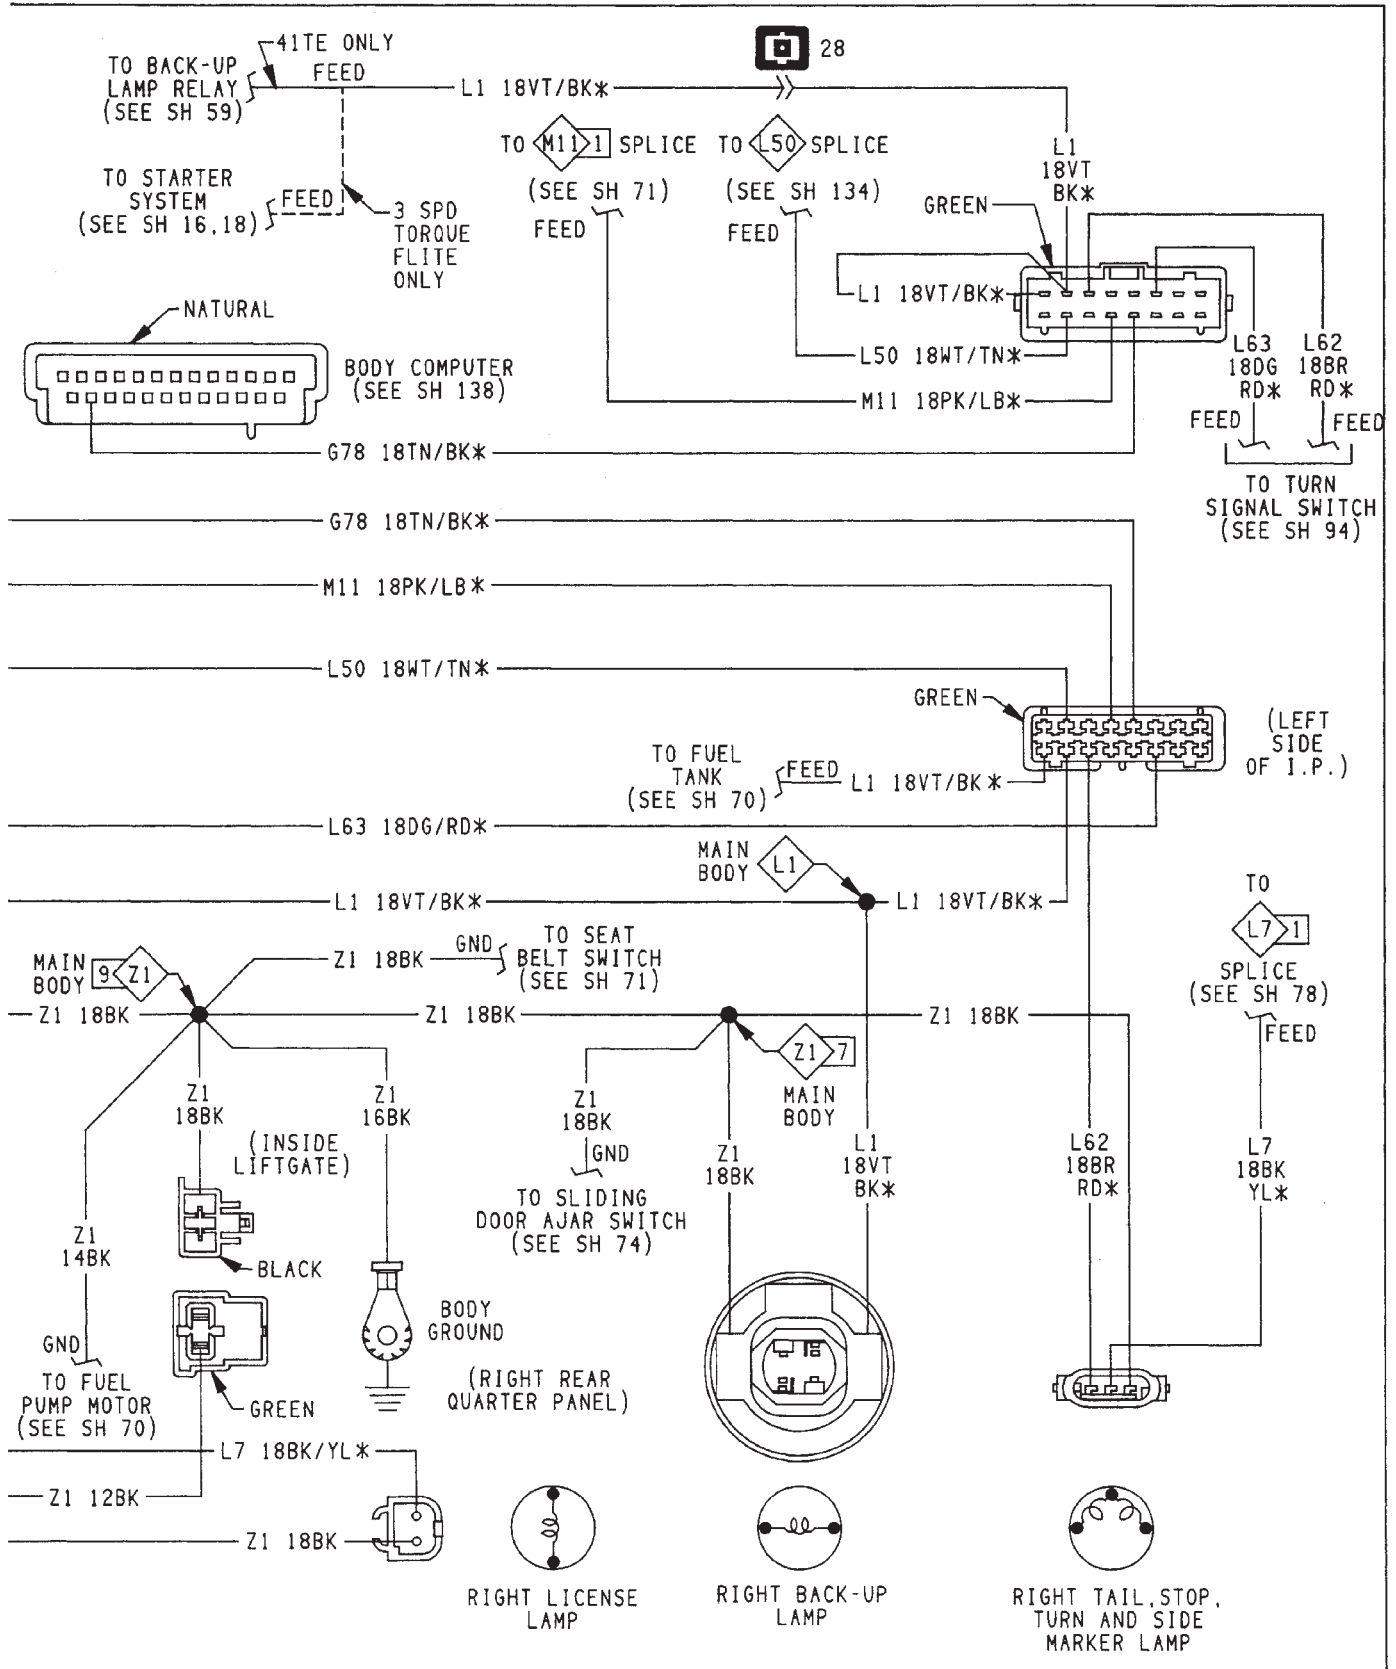 41TE ONLY
TO BACK-UP
LAMP RELAY
(SEE SH 59)
FEED
L1 18VT/BK*
28
TO M11 1 SPLICE
(SEE SH 71)
FEED
TO L50 SPLICE
(SEE SH 134)
FEED
L1
18VT
BK*
TO STARTER
SYSTEM
(SEE SH 16,18)
FEED
3 SPD
TORQUE
FLITE
ONLY
GREEN
L1 18VT/BK*
NATURAL
BODY COMPUTER
(SEE SH 138)
L50 18WT/TN*
M11 18PK/LB*
L63
18DG
RD*
FEED
L62
18BR
RD*
FEED
TO TURN
SIGNAL SWITCH
(SEE SH 94)
G78 18TN/BK*
G78 18TN/BK*
M11 18PK/LB*
L50 18WT/TN*
GREEN
(LEFT
SIDE
OF I.P.)
TO FUEL
TANK
(SEE SH 70)
FEED
L1 18VT/BK*
L63 18DG/RD*
MAIN
BODY
L1
L1 18VT/BK*
L1 18VT/BK*
TO
L7 1
SPLICE
(SEE SH 78)
FEED
MAIN
BODY
9 Z1
Z1 18BK
GND
TO SEAT
BELT SWITCH
(SEE SH 71)
Z1 18BK
Z1 18BK
Z1 18BK
Z1 7
MAIN
BODY
Z1
18BK
Z1
16BK
Z1
18BK
GND
TO SLIDING
DOOR AJAR SWITCH
(SEE SH 74)
Z1
18BK
L1
18VT
BK*
L62
18BR
RD*
L7
18BK
YL*
(INSIDE
LIFTGATE)
BLACK
Z1
14BK
GND
TO FUEL
PUMP MOTOR
(SEE SH 70)
BODY
GROUND
(RIGHT REAR
QUARTER PANEL)
GREEN
L7 18BK/YL*
Z1 12BK
Z1 18BK
RIGHT LICENSE
LAMP
RIGHT BACK-UP
LAMP
RIGHT TAIL,STOP,
TURN AND SIDE
MARKER LAMP